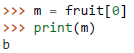 >>> m = fruit[0]
>>> print(m)
b